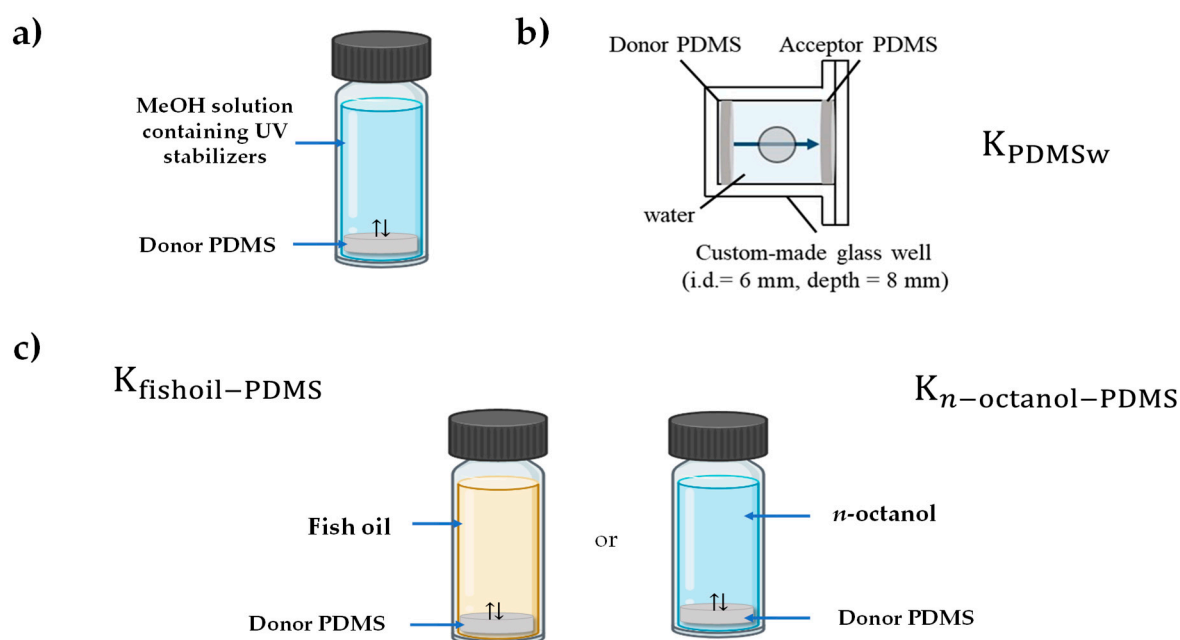 a)
MeOH solution
containing UV
stabilizers
Donor PDMS
↑↓
b)
Donor PDMS
Acceptor PDMS
water
Custom-made glass well
(i.d.= 6 mm, depth = 8 mm)
K_PDMSw
c)
K_fishoil−PDMS
Fish oil
Donor PDMS
↑↓
or
K_n−octanol−PDMS
n-octanol
Donor PDMS
↑↓